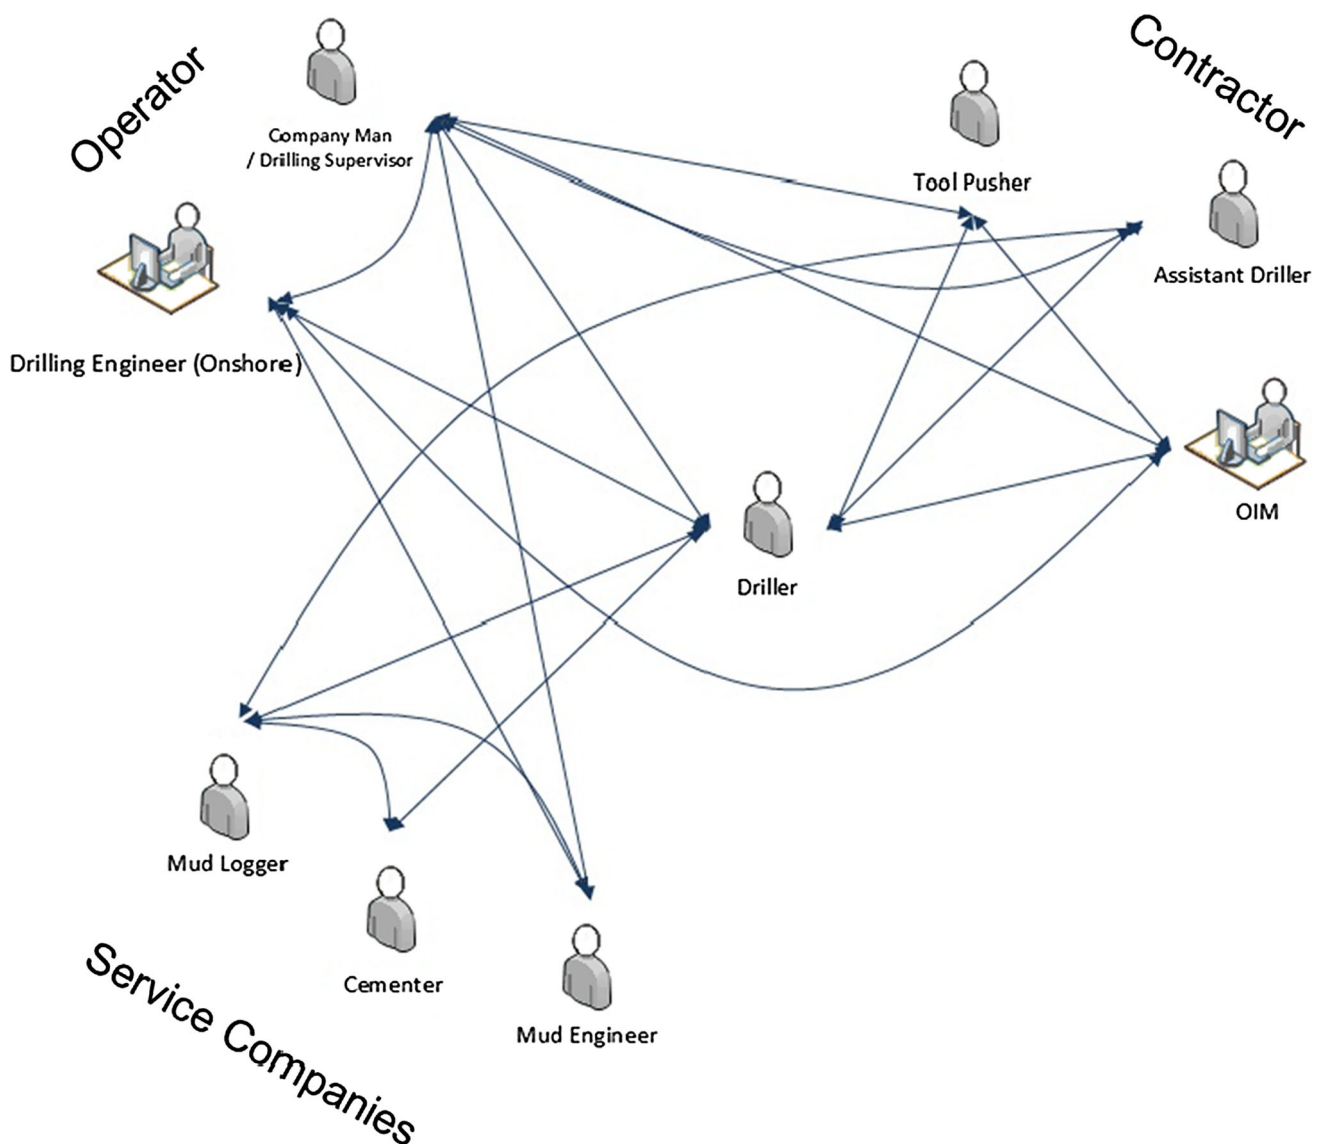 Operator
Contractor
Company Man
/ Drilling Supervisor
Tool Pusher
Assistant Driller
Drilling Engineer (Onshore)
OIM
Driller
Mud Logger
Cementer
Mud Engineer
Service Companies